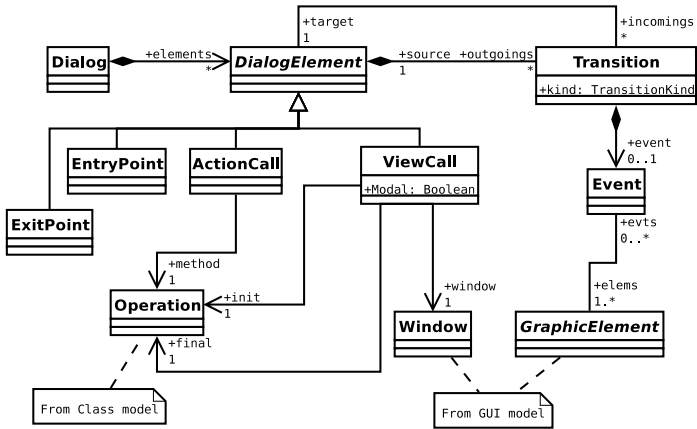 +target
1
+incomings
*
Dialog
+elements
*
DialogElement
+source
1
+outgoings
*
Transition
+kind: TransitionKind
+event
0..1
EntryPoint
ActionCall
ViewCall
+Modal: Boolean
Event
+evts
0..*
ExitPoint
+method
1
Operation
+init
1
+final
1
+window
1
Window
+elems
1.*
GraphicElement
From Class model
From GUI model